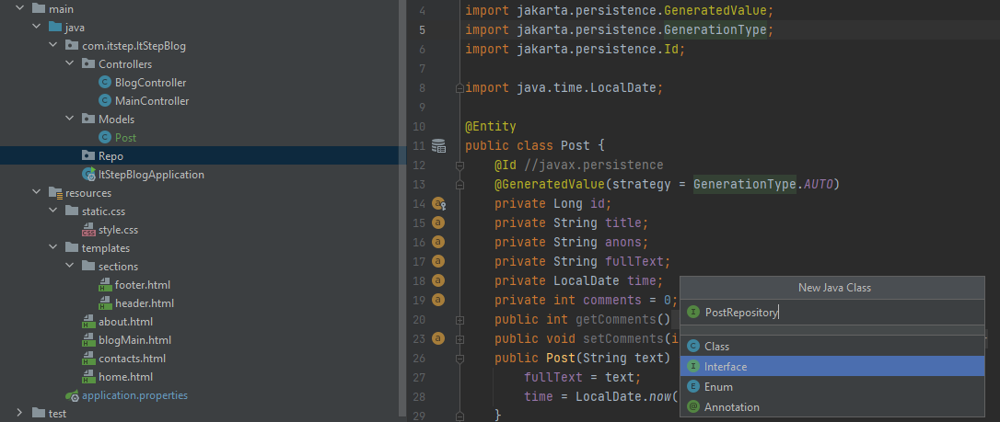 main
java
com.itstep.ItStepBlog
Controllers
BlogController
MainController
Models
Post
Repo
ItStepBlogApplication
resources
static.css
style.css
templates
sections
footer.html
header.html
about.html
blogMain.html
contacts.html
home.html
application.properties
test
4 import jakarta.persistence.GeneratedValue;
5 import jakarta.persistence.GenerationType;
6 import jakarta.persistence.Id;
7
8 import java.time.LocalDate;
9
10 @Entity
11 public class Post {
12 @Id //javax.persistence
13 @GeneratedValue(strategy = GenerationType.AUTO)
14 private Long id;
15 private String title;
16 private String anons;
17 private String fullText;
18 private LocalDate time;
19 private int comments = 0;
20 public int getComments()
23 public void setComments(i
26 public Post(String text)
27 fullText = text;
28 time = LocalDate.now(
29 }
New Java Class
PostRepository
Class
Interface
Enum
Annotation